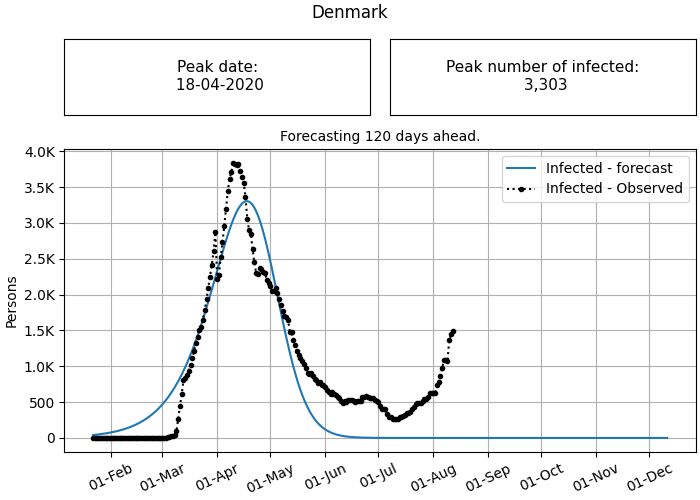 Denmark
Peak date:
18-04-2020
Peak number of infected:
3,303
Forecasting 120 days ahead.
4.0K
3.5K
3.0K
2.5K
2.0K
1.5K
1.0K
500
0
Persons
Infected - forecast
Infected - Observed
01-Feb
01-Mar
01-Apr
01-May
01-Jun
01-Jul
01-Aug
01-Sep
01-Oct
01-Nov
01-Dec